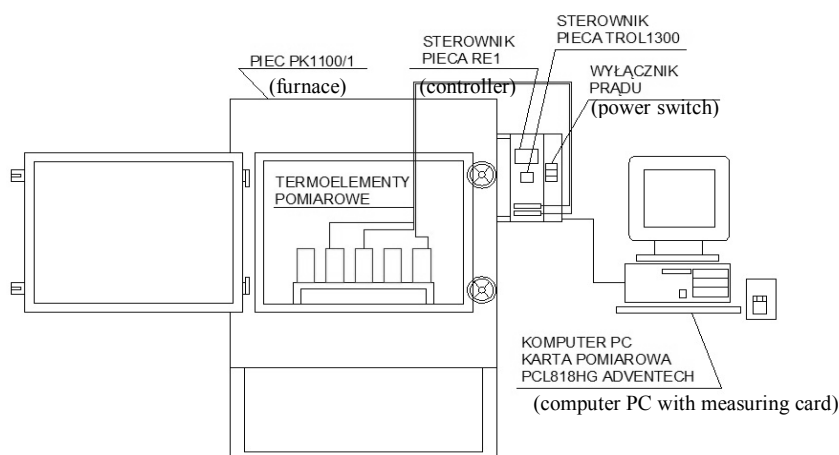 STEROWNIK
PIECA TROL1300
PIEC PK1100/1
(furnace)
STEROWNIK
PIECA RE1
(controller)
WYŁĄCZNIK
PRĄDU
(power switch)
TERMOELEMENTY
POMIAROWE
KOMPUTER PC
KARTA POMIAROWA
PCL818HG ADVENTECH
(computer PC with measuring card)